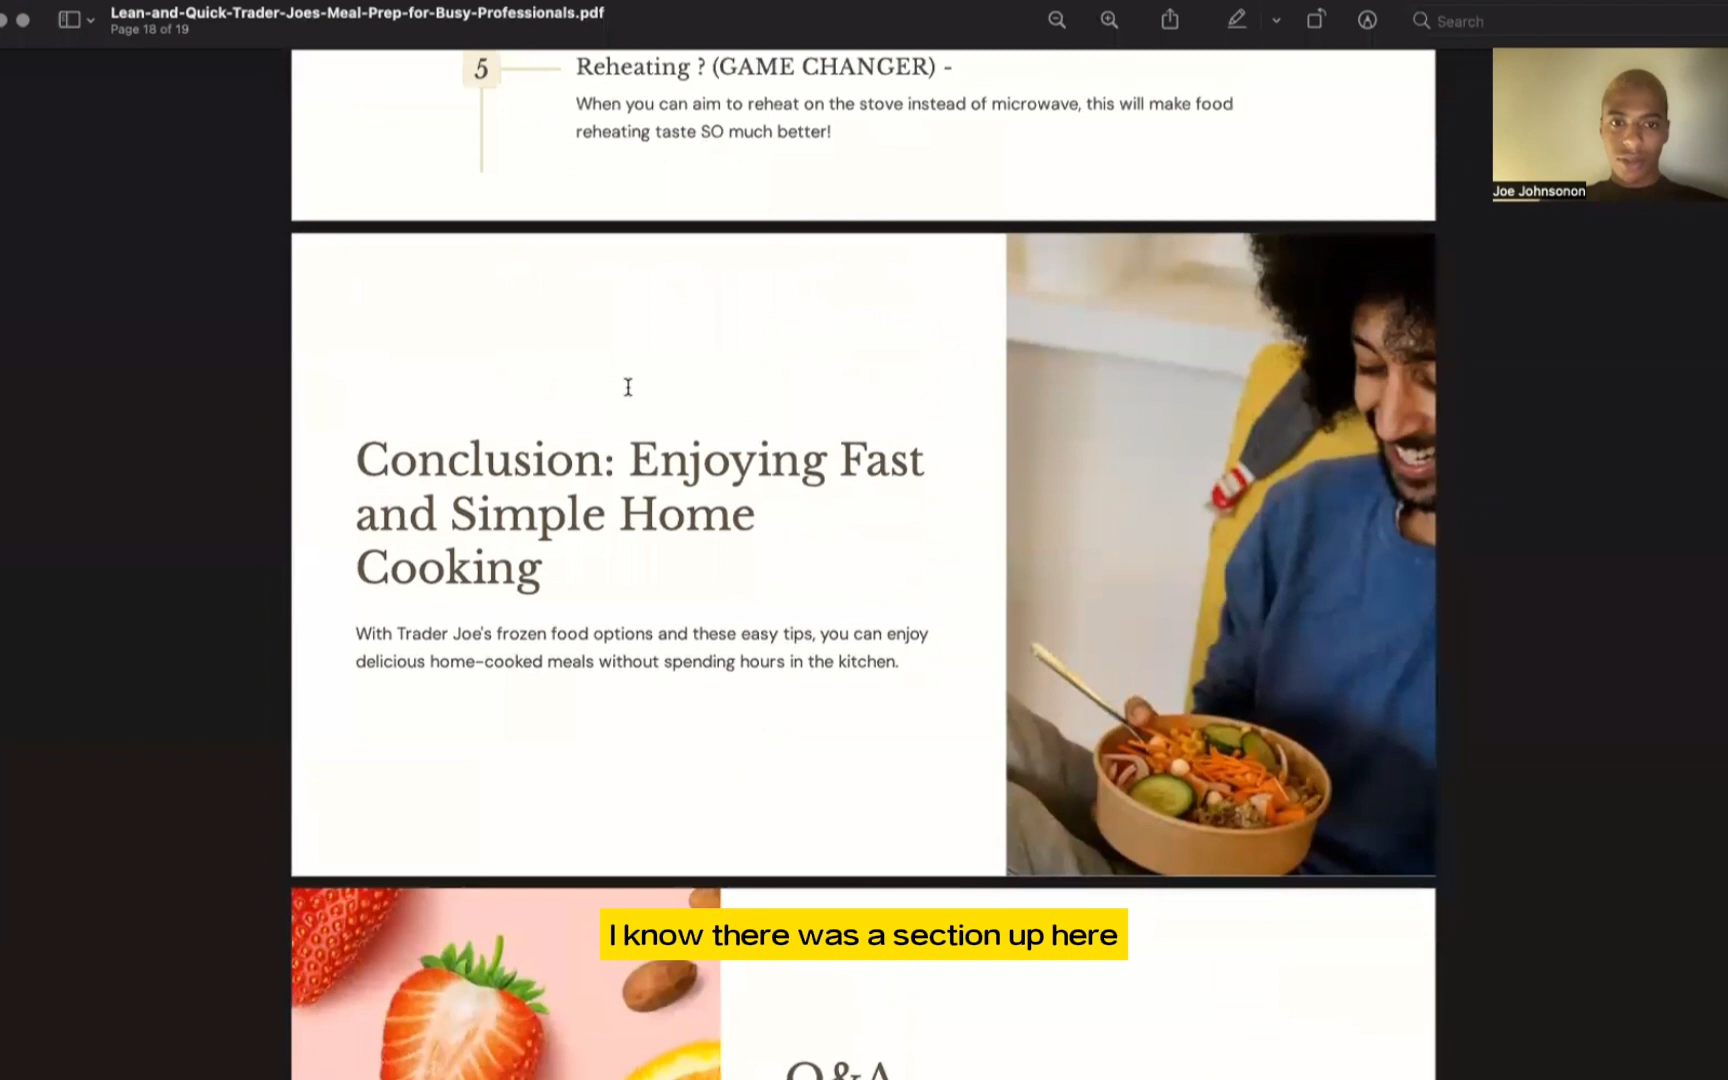 Lean-and-Quick-Trader-Joes-Meal-Prep-for-Busy-Professionals.pdf
Page 18 of 19
Search
5
Reheating ? (GAME CHANGER) -
When you can aim to reheat on the stove instead of microwave, this will make food
reheating taste SO much better!
Joe Johnsonon
Conclusion: Enjoying Fast
and Simple Home
Cooking
With Trader Joe's frozen food options and these easy tips, you can enjoy
delicious home-cooked meals without spending hours in the kitchen.
I know there was a section up here
Q&A